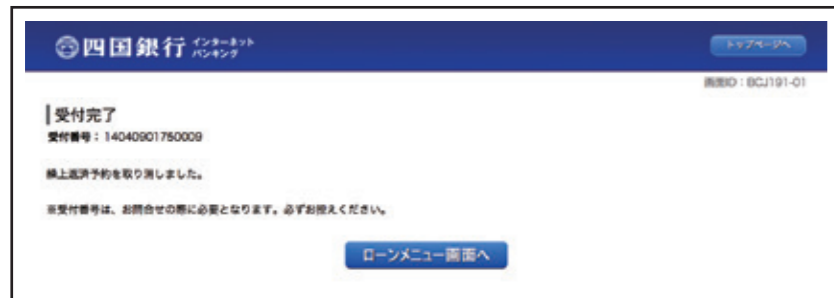 四国銀行 インターネット
バンキング
トップページへ
画面ID：BCJ191-01
受付完了
受付番号：14040901750009
繰上返済予約を取り消しました。
※受付番号は、お問合せの際に必要となります。必ずお控えください。
ローンメニュー画面へ